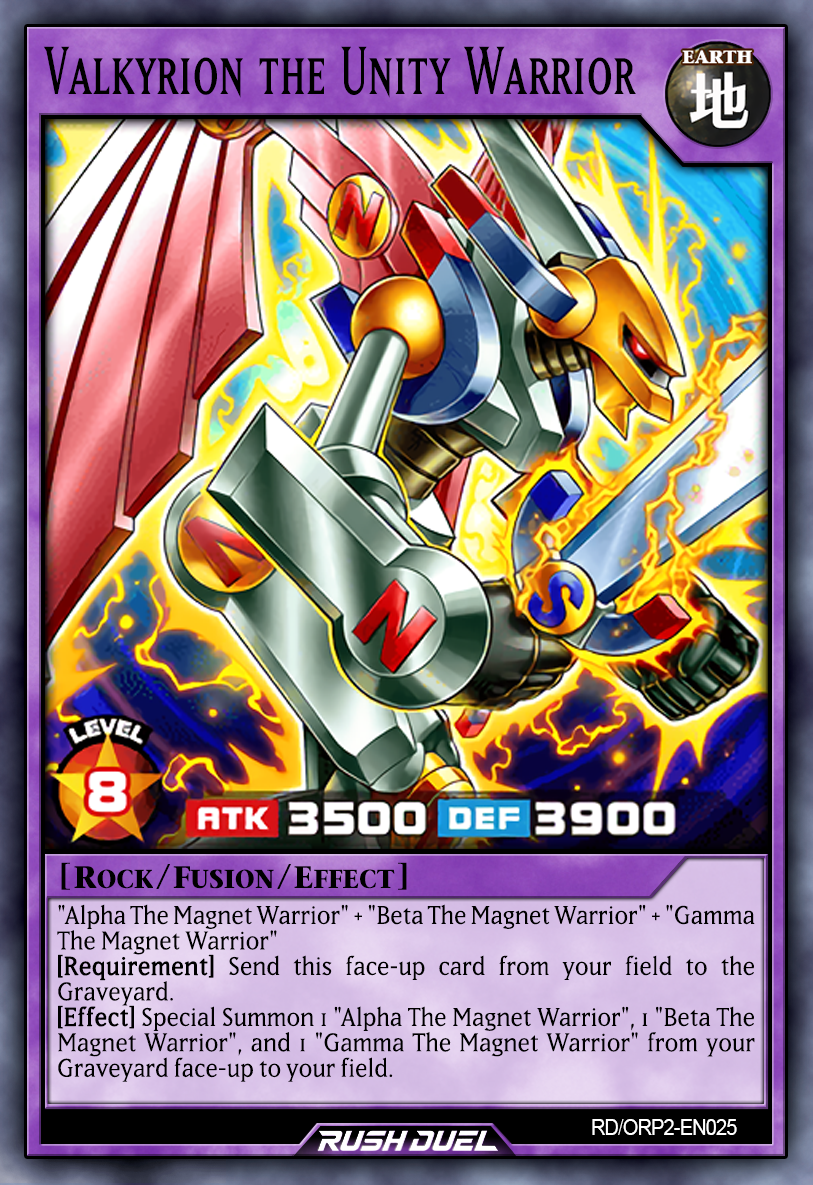 Valkyrion the Unity Warrior
EARTH
地
N
N
N
S
LEVEL
8
ATK 3500 DEF 3900
[Rock/Fusion/Effect]
"Alpha The Magnet Warrior" + "Beta The Magnet Warrior" + "Gamma
The Magnet Warrior"
[Requirement] Send this face-up card from your field to the
Graveyard.
[Effect] Special Summon 1 "Alpha The Magnet Warrior", 1 "Beta The
Magnet Warrior", and 1 "Gamma The Magnet Warrior" from your
Graveyard face-up to your field.
RD/ORP2-EN025
RUSH DUEL